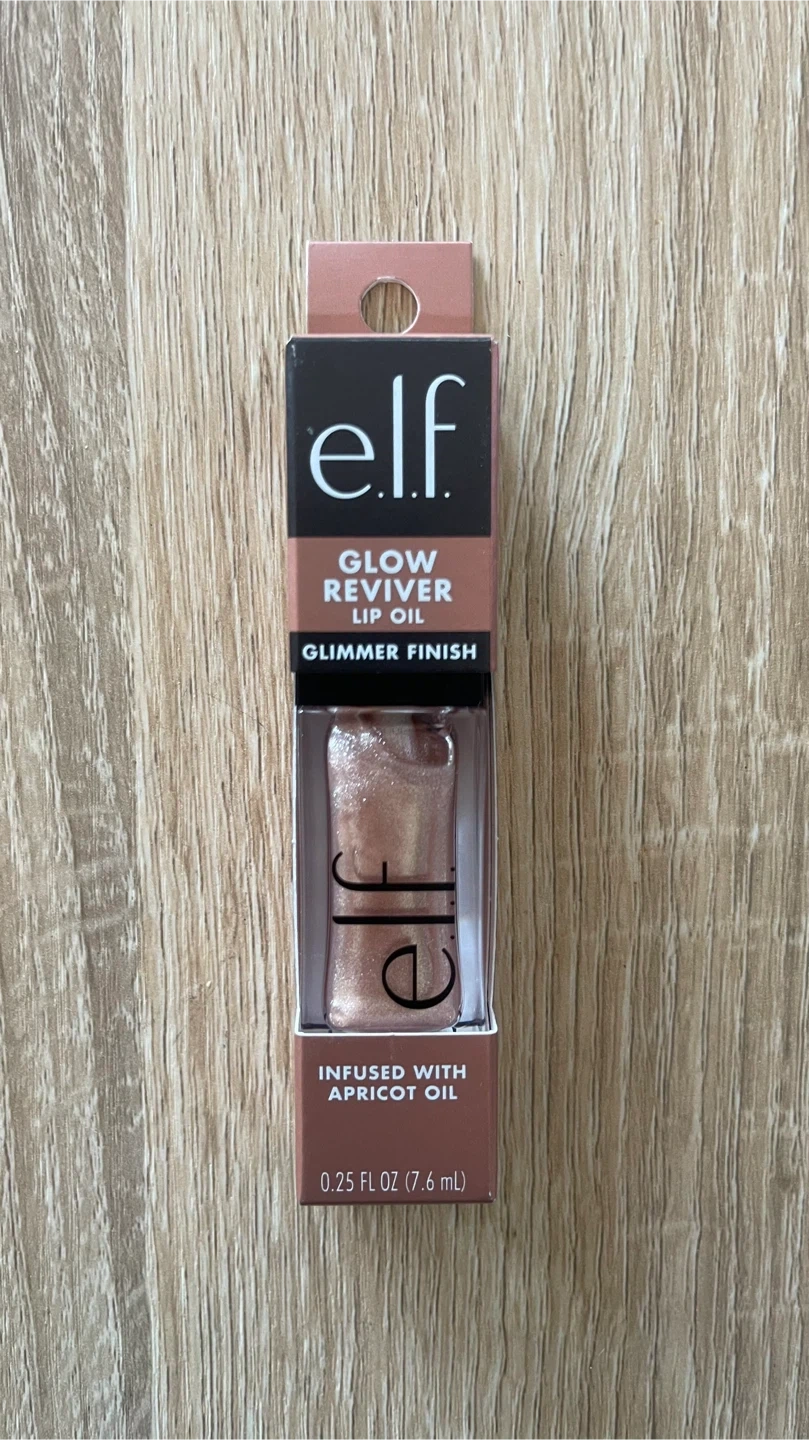 e.l.f.
GLOW
REVIVER
LIP OIL
GLIMMER FINISH
e.l.f.
INFUSED WITH
APRICOT OIL
0.25 FL OZ (7.6 mL)